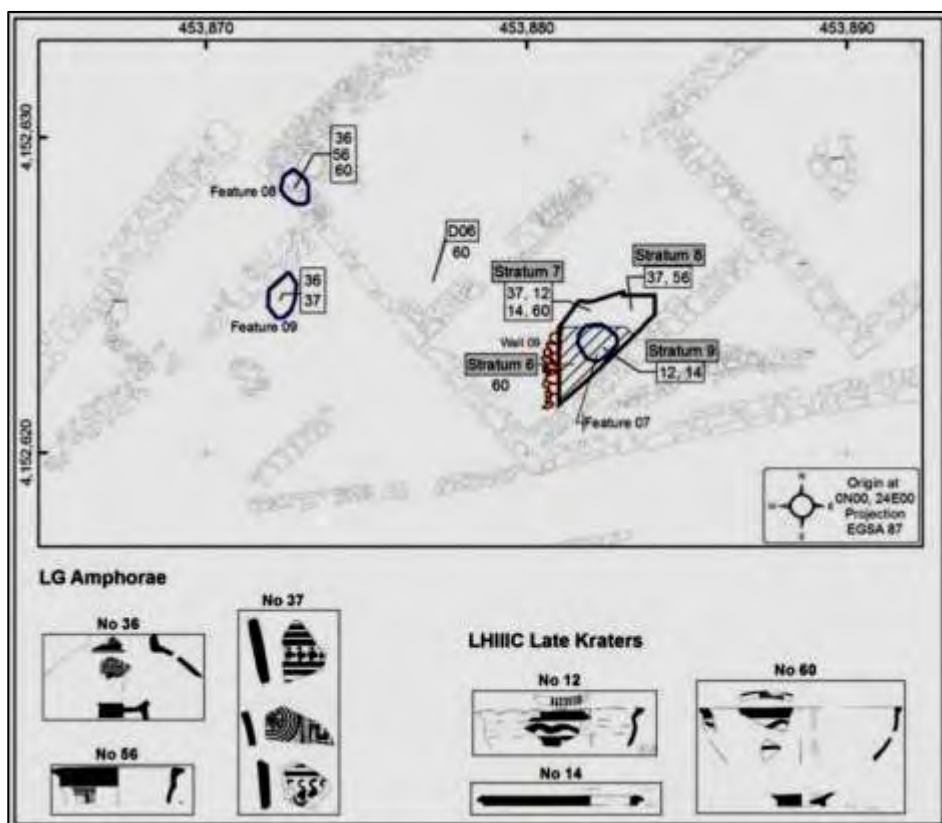 453,870
453,880
453,890
4,152,630
36
56
60
Feature 08
D06
60
36
37
Feature 09
Stratum 7
37, 12
14, 60
Stratum 8
37, 56
Wall 09
Stratum 6
60
Stratum 9
12, 14
Feature 07
4,152,620
N
E
S
Origin at
0N00, 24E00
Projection
EGSA 87
LG Amphorae
No 36
No 37
No 56
LHIIIC Late Kraters
No 12
No 60
No 14